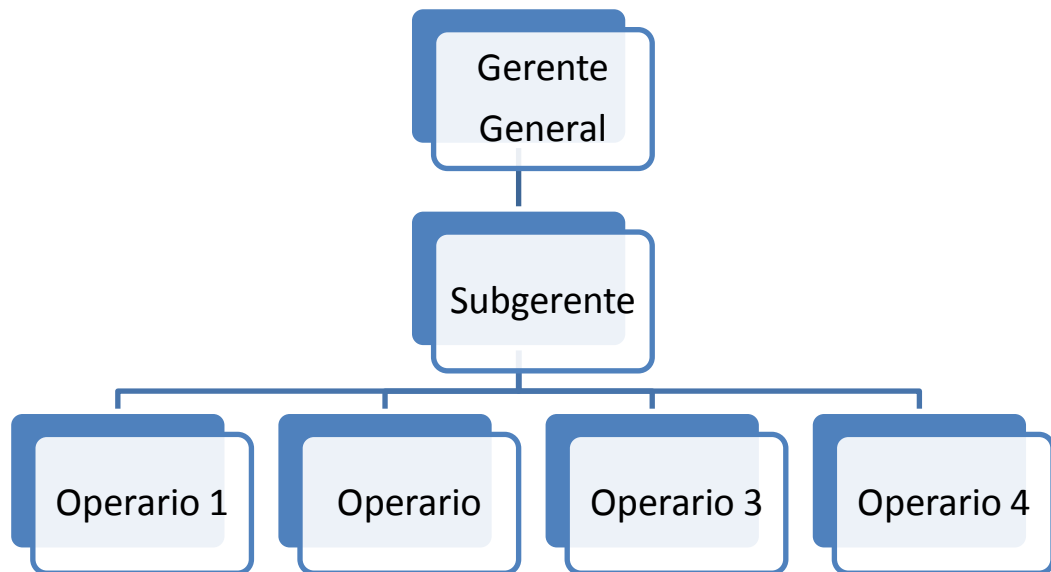 Gerente
General
Subgerente
Operario 1
Operario
Operario 3
Operario 4